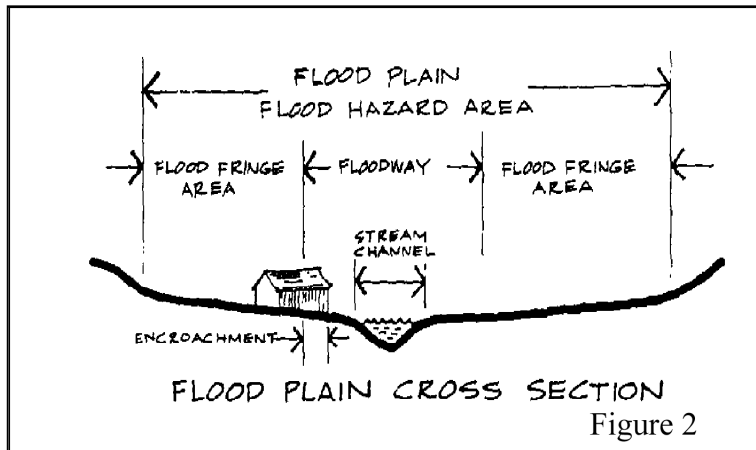 FLOOD PLAIN
FLOOD HAZARD AREA
FLOOD FRINGE
AREA
FLOODWAY
FLOOD FRINGE
AREA
STREAM
CHANNEL
ENCROACHMENT
FLOOD PLAIN CROSS SECTION
Figure 2